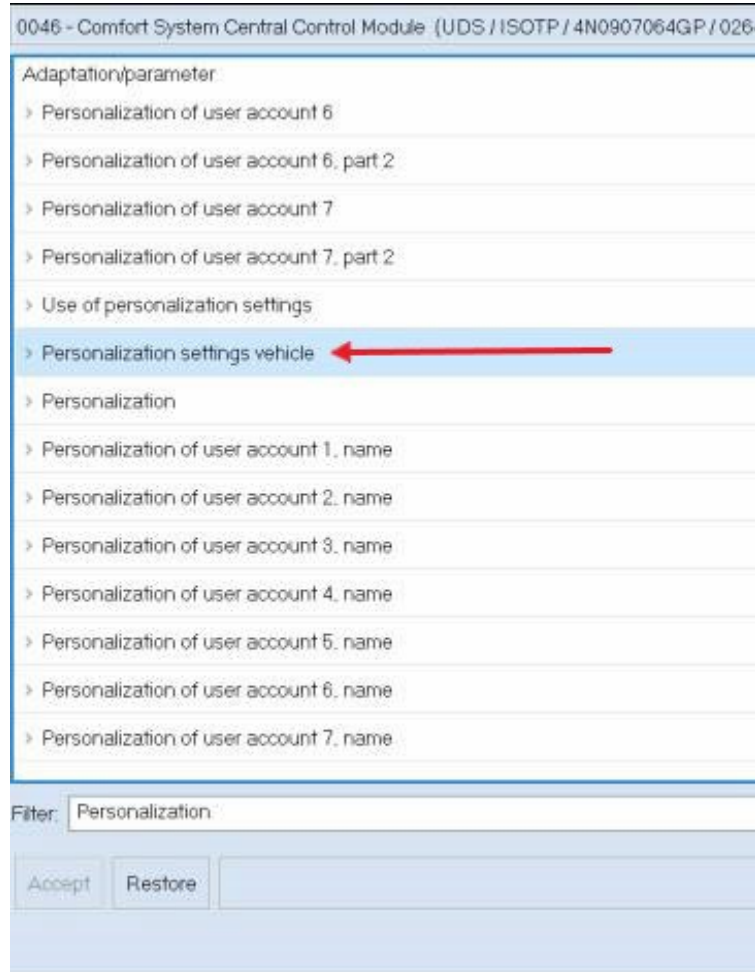 0046 - Comfort System Central Control Module (UDS / ISOTP / 4N0907064GP / 026
Adaptation/parameter
> Personalization of user account 6
> Personalization of user account 6, part 2
> Personalization of user account 7
> Personalization of user account 7, part 2
> Use of personalization settings
> Personalization settings vehicle
> Personalization
> Personalization of user account 1, name
> Personalization of user account 2, name
> Personalization of user account 3, name
> Personalization of user account 4, name
> Personalization of user account 5, name
> Personalization of user account 6, name
> Personalization of user account 7, name
Filter: Personalization
Accept Restore